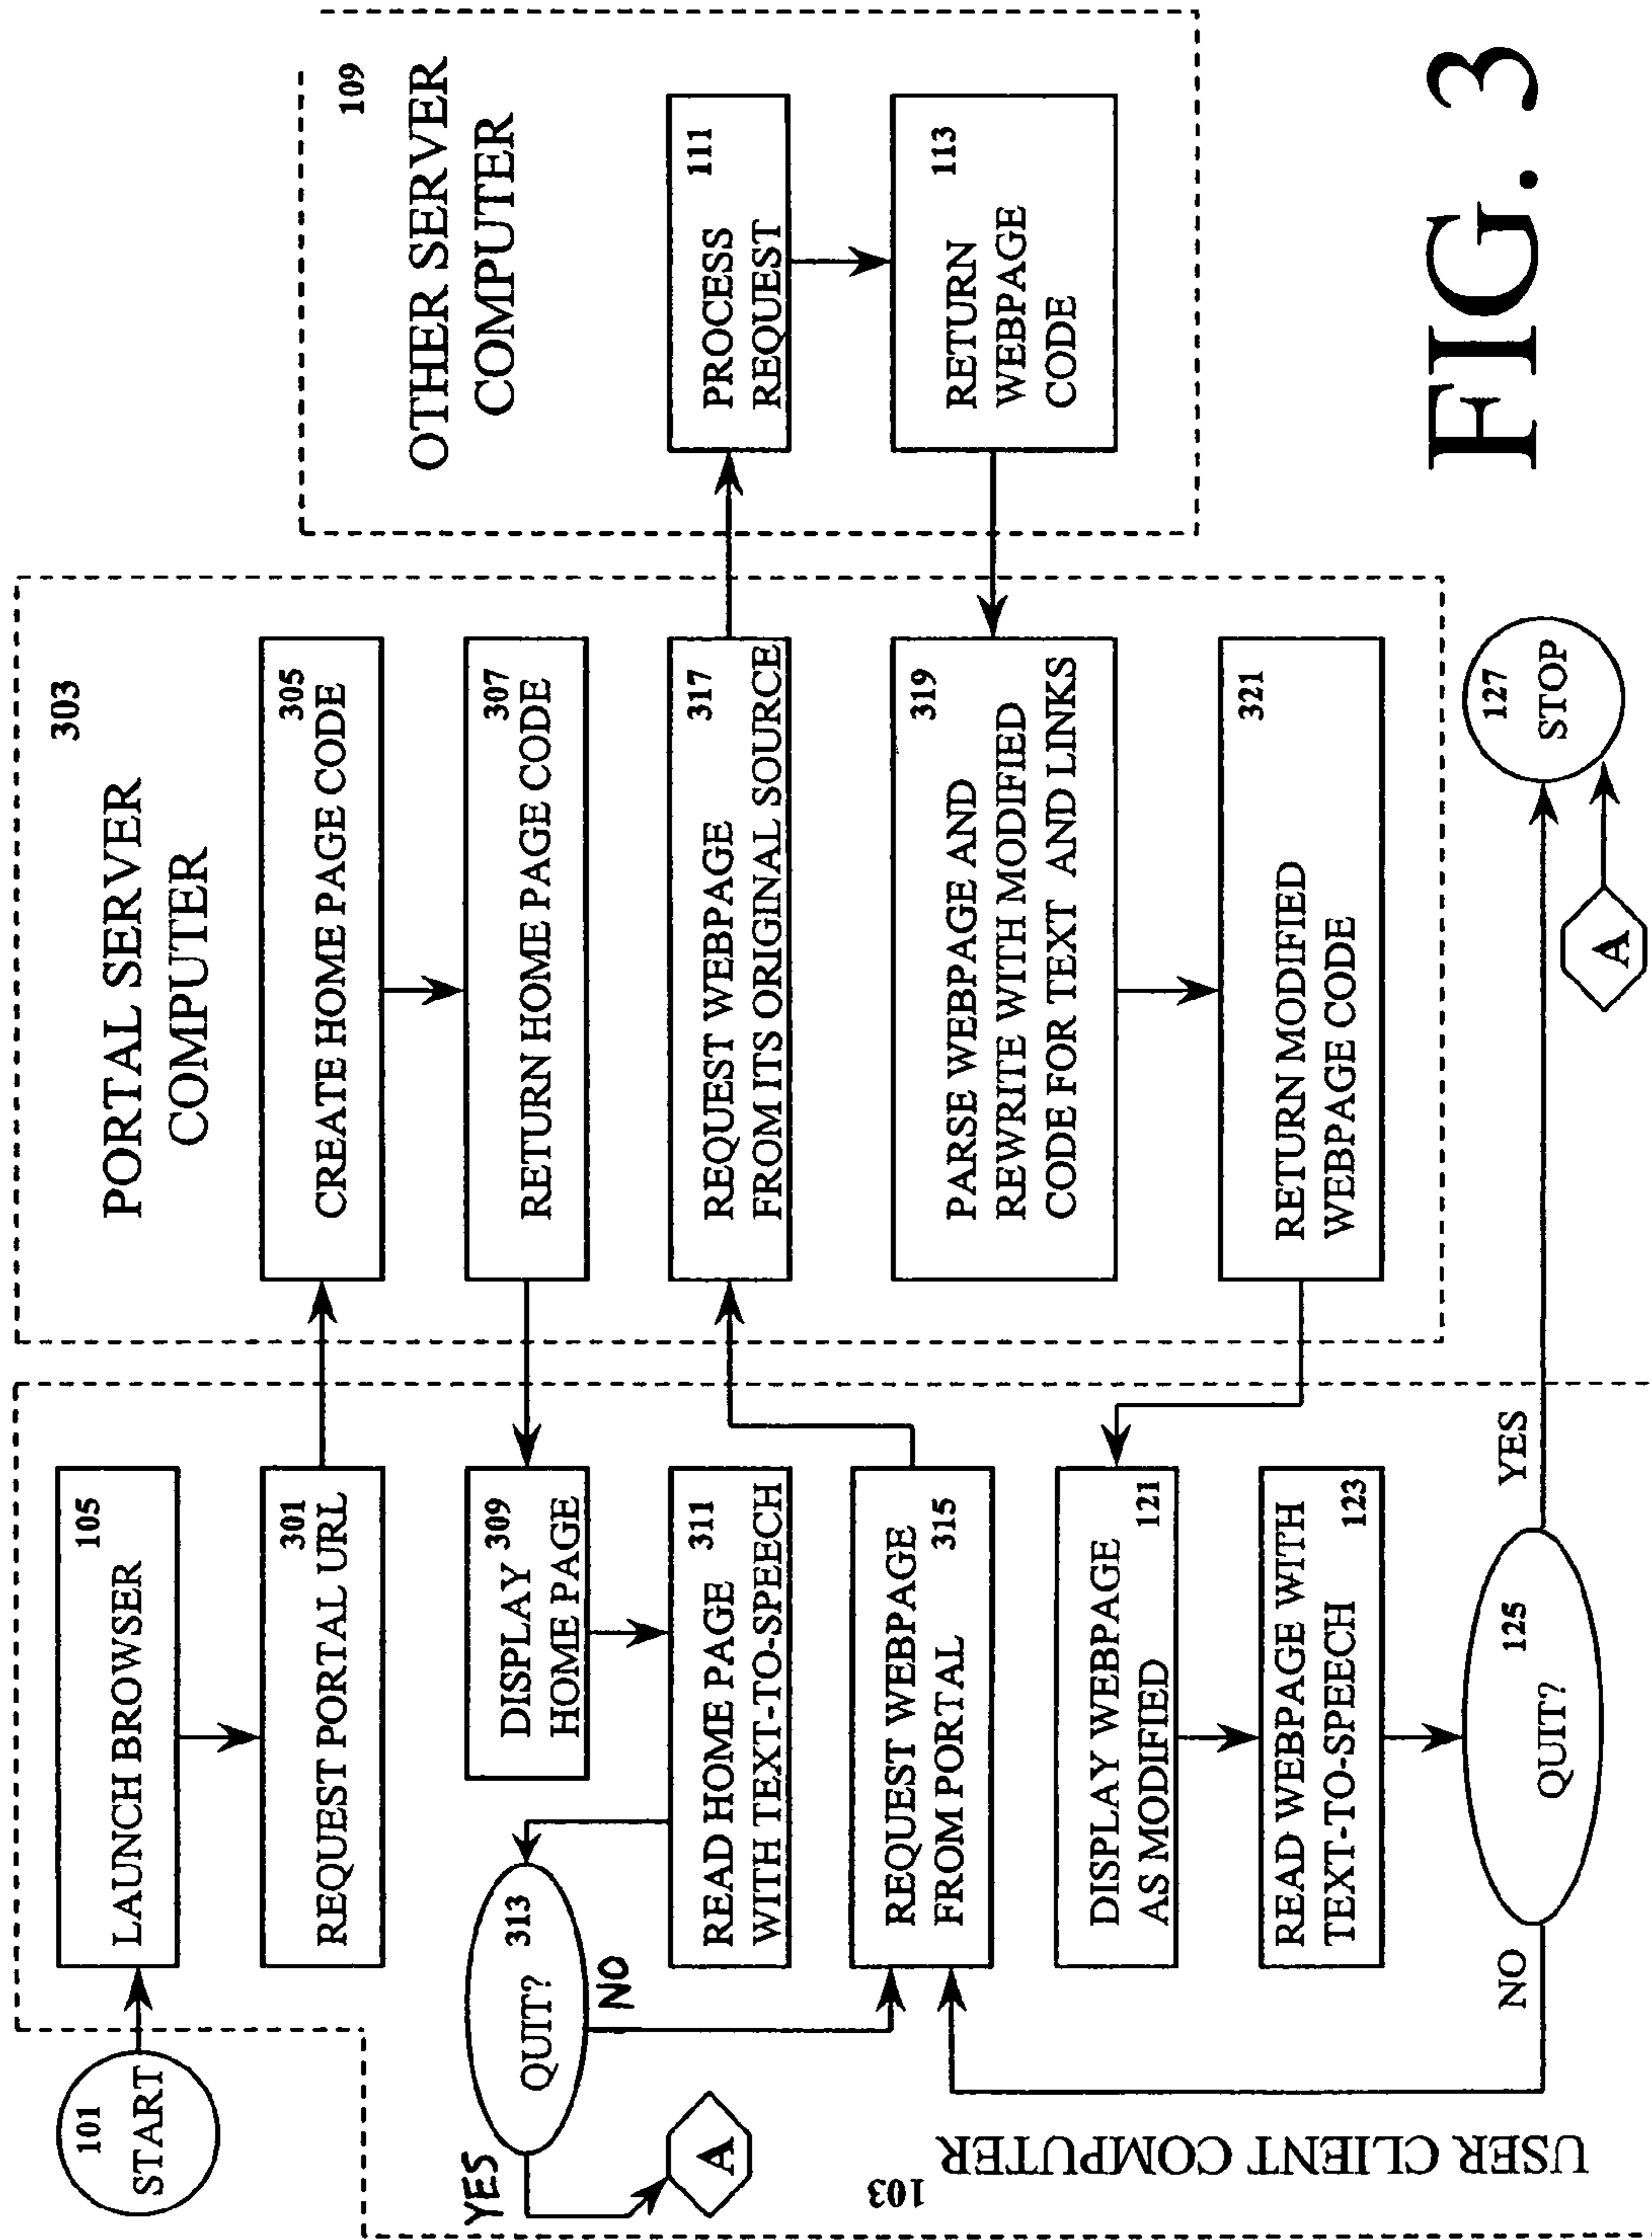 101
START
105
LAUNCH BROWSER
301
REQUEST PORTAL URL
309
DISPLAY
HOME PAGE
311
READ HOME PAGE
WITH TEXT-TO-SPEECH
313
QUIT?
YES
NO
A
315
REQUEST WEBPAGE
FROM PORTAL
DISPLAY WEBPAGE
AS MODIFIED
121
READ WEBPAGE WITH
TEXT-TO-SPEECH
123
125
QUIT?
NO
YES
103
USER CLIENT COMPUTER
303
PORTAL SERVER
COMPUTER
305
CREATE HOME PAGE CODE
307
RETURN HOME PAGE CODE
317
REQUEST WEBPAGE
FROM ITS ORIGINAL SOURCE
319
PARSE WEBPAGE AND
REWRITE WITH MODIFIED
CODE FOR TEXT AND LINKS
321
RETURN MODIFIED
WEBPAGE CODE
127
STOP
A
109
OTHER SERVER
COMPUTER
111
PROCESS
REQUEST
113
RETURN
WEBPAGE
CODE
FIG. 3